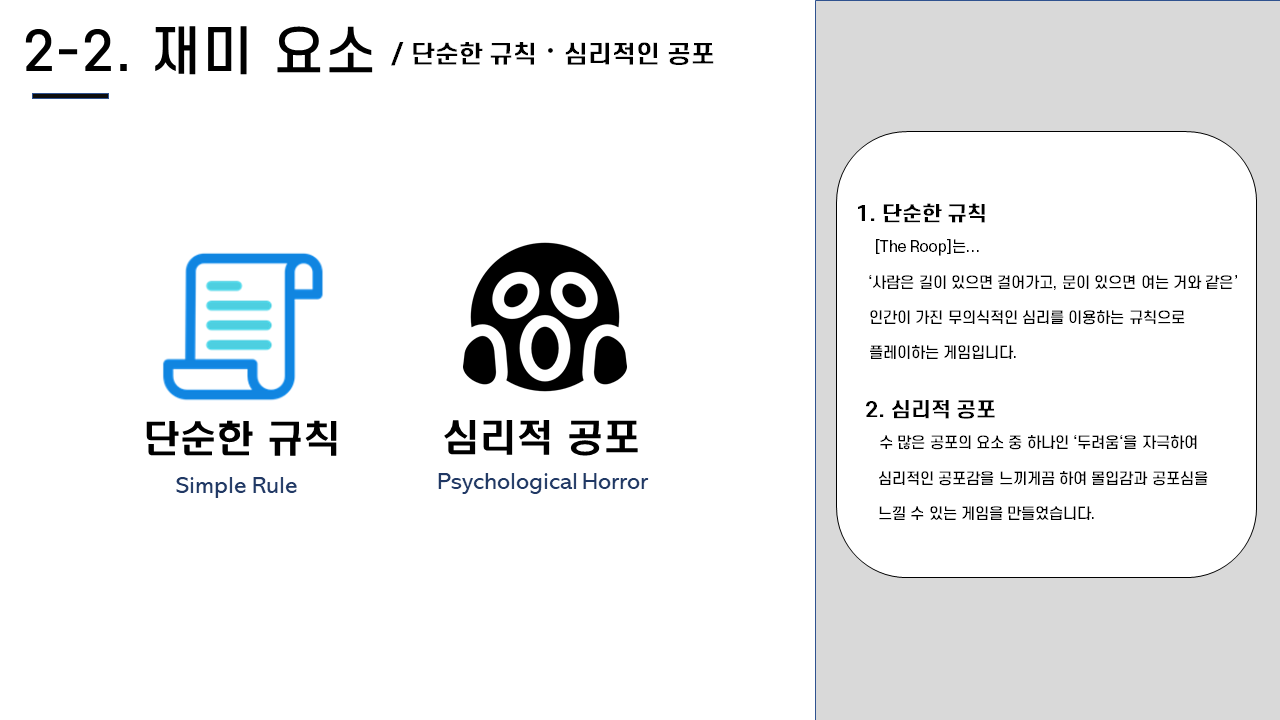 2-2. 재미 요소 / 단순한 규칙 · 심리적인 공포
단순한 규칙
Simple Rule
심리적 공포
Psychological Horror
1. 단순한 규칙
[The Roop]는...
‘사람은 길이 있으면 걸어가고, 문이 있으면 여는 거와 같은’
인간이 가진 무의식적인 심리를 이용하는 규칙으로
플레이하는 게임입니다.
2. 심리적 공포
수 많은 공포의 요소 중 하나인 ‘두려움‘을 자극하여
심리적인 공포감을 느끼게끔 하여 몰입감과 공포심을
느낄 수 있는 게임을 만들었습니다.